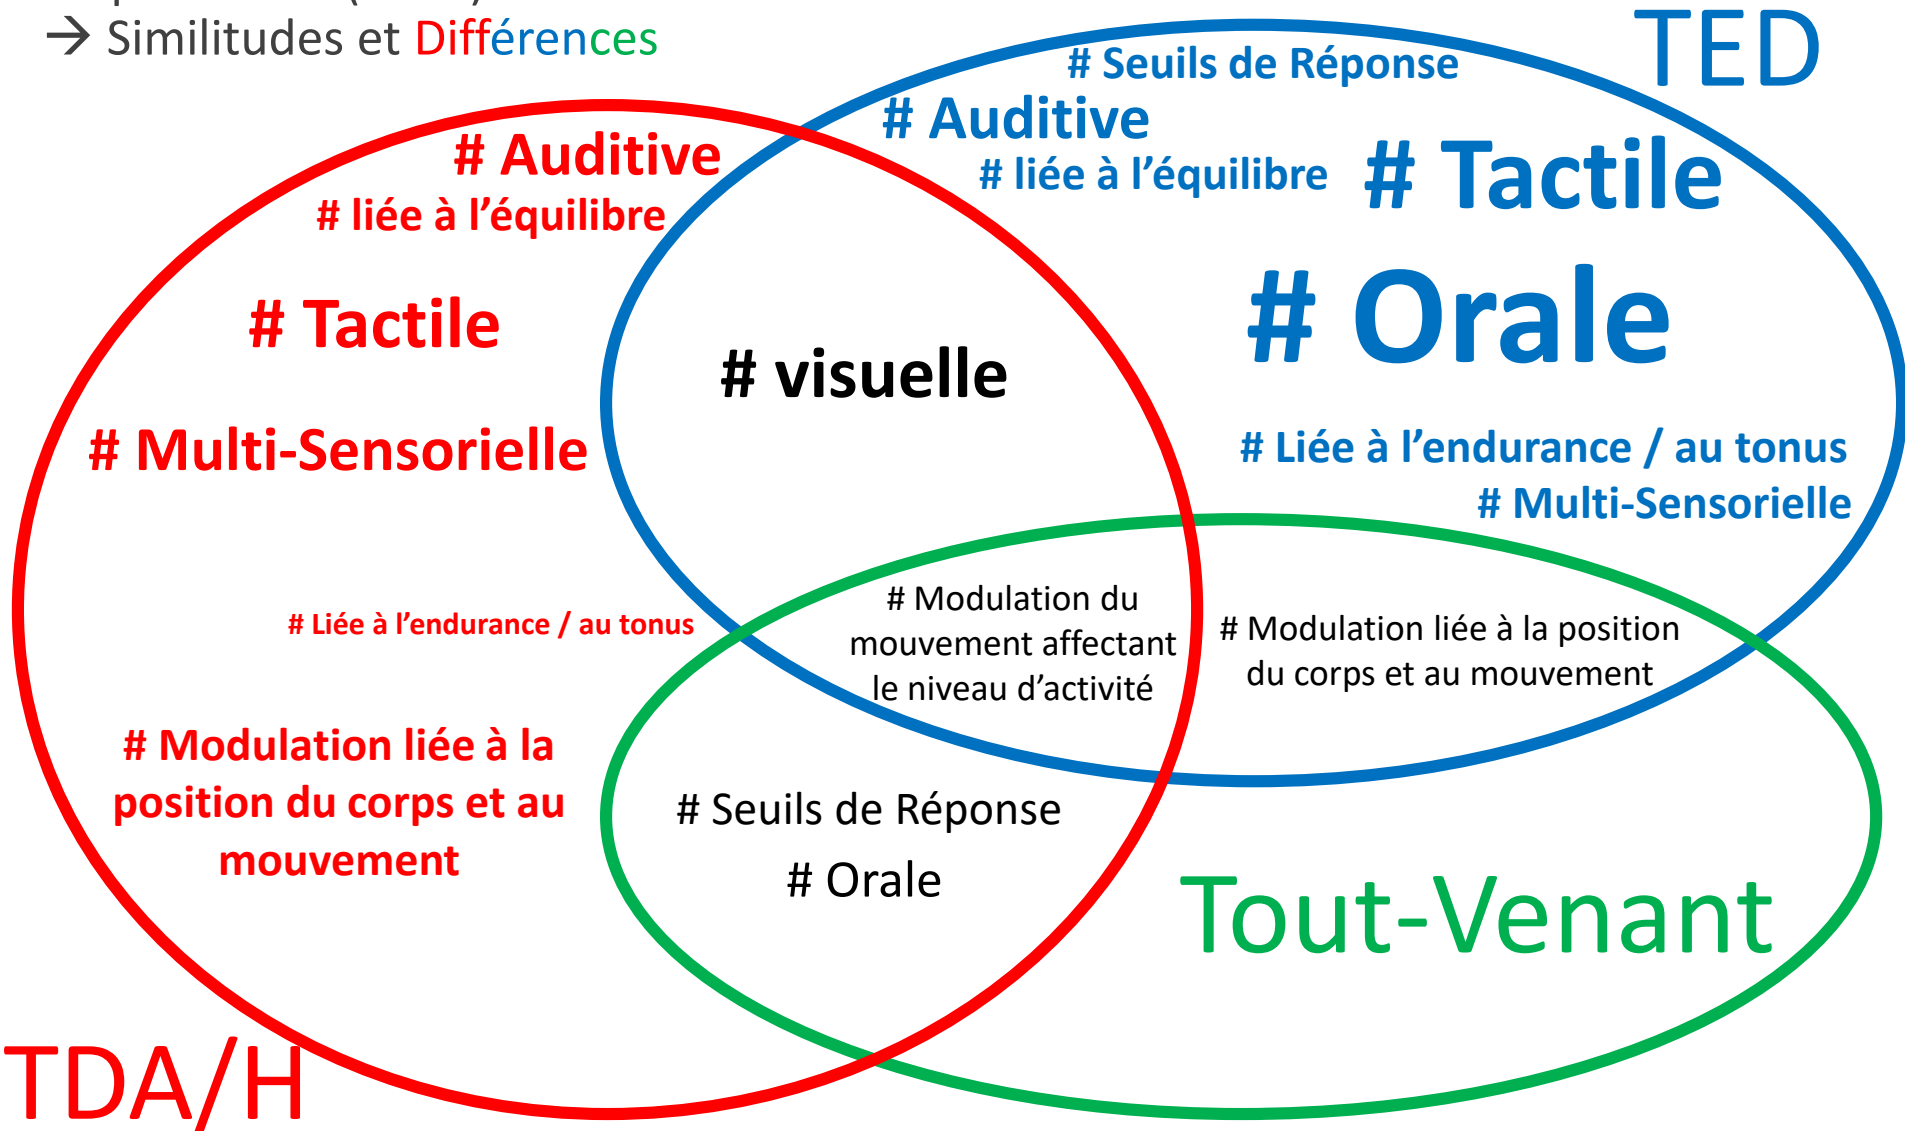 → Similitudes et Différences
TED
# Seuils de Réponse
# Auditive
# liée à l’équilibre
# Tactile
# Orale
# Liée à l’endurance / au tonus
# Multi-Sensorielle
# Auditive
# liée à l’équilibre
# Tactile
# Multi-Sensorielle
# Liée à l’endurance / au tonus
# Modulation liée à la
position du corps et au
mouvement
# visuelle
# Modulation du
mouvement affectant
le niveau d’activité
# Modulation liée à la position
du corps et au mouvement
# Seuils de Réponse
# Orale
Tout-Venant
TDA/H